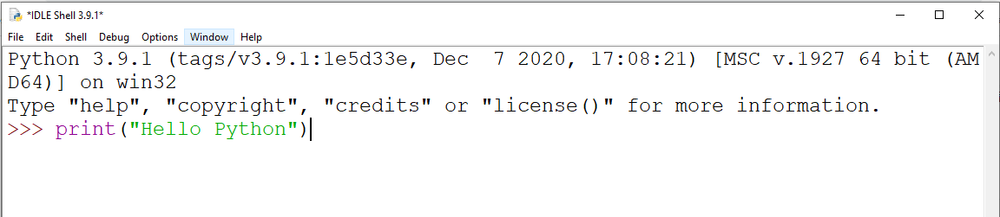 *IDLE Shell 3.9.1*
File Edit Shell Debug Options Window Help
Python 3.9.1 (tags/v3.9.1:1e5d33e, Dec  7 2020, 17:08:21) [MSC v.1927 64 bit (AM
D64)] on win32
Type "help", "copyright", "credits" or "license()" for more information.
>>> print("Hello Python")